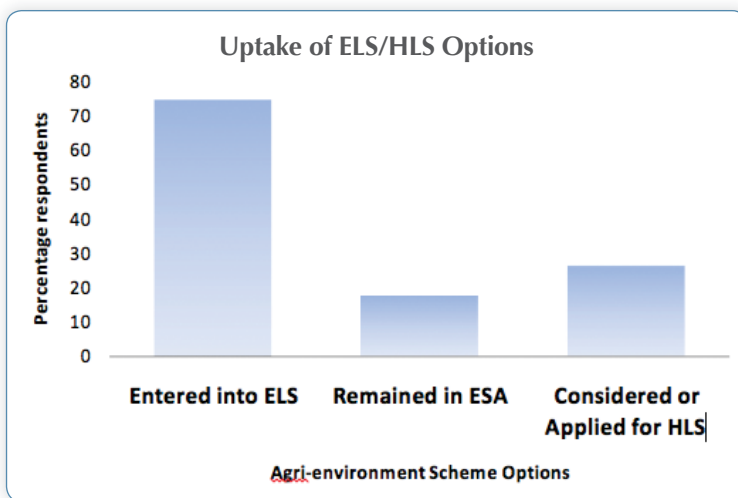 Uptake of ELS/HLS Options
80
70
60
50
40
30
20
10
0
Percentage respondents
Entered into ELS
Remained in ESA
Considered or
Applied for HLS
Agri-environment Scheme Options